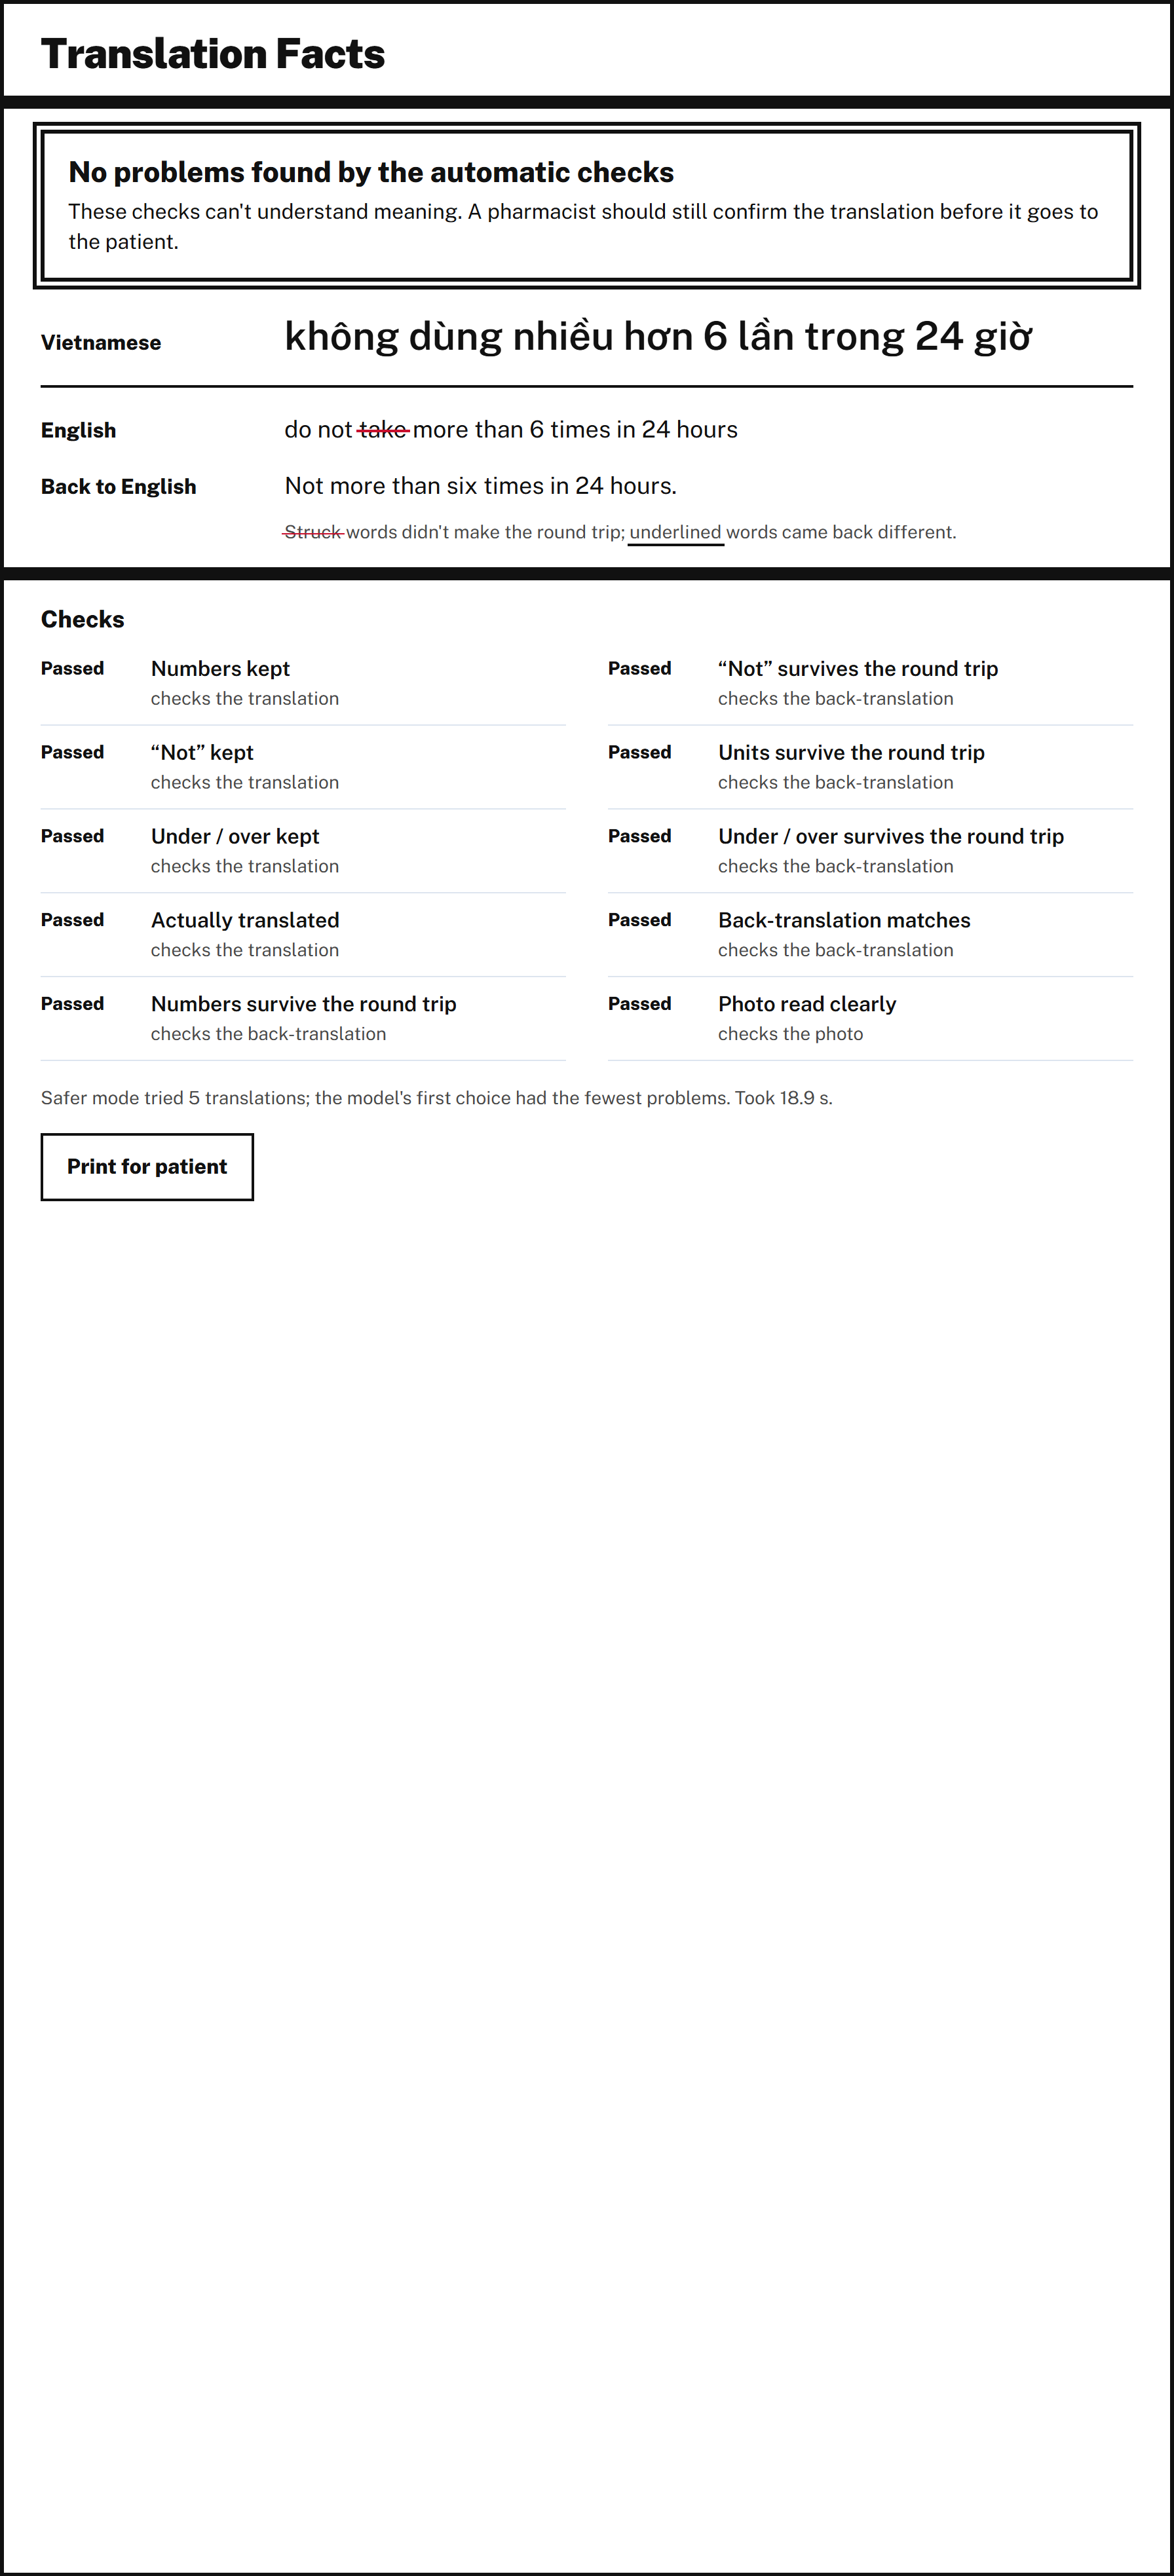 Translation Facts
No problems found by the automatic checks
These checks can't understand meaning. A pharmacist should still confirm the translation before it goes to
the patient.
Vietnamese
không dùng nhiều hơn 6 lần trong 24 giờ
English
do not take more than 6 times in 24 hours
Back to English
Not more than six times in 24 hours.
Struck words didn't make the round trip; underlined words came back different.
Checks
Passed Numbers kept
checks the translation
Passed “Not” kept
checks the translation
Passed Under / over kept
checks the translation
Passed Actually translated
checks the translation
Passed Numbers survive the round trip
checks the back-translation
Passed “Not” survives the round trip
checks the back-translation
Passed Units survive the round trip
checks the back-translation
Passed Under / over survives the round trip
checks the back-translation
Passed Back-translation matches
checks the back-translation
Passed Photo read clearly
checks the photo
Safer mode tried 5 translations; the model's first choice had the fewest problems. Took 18.9 s.
Print for patient